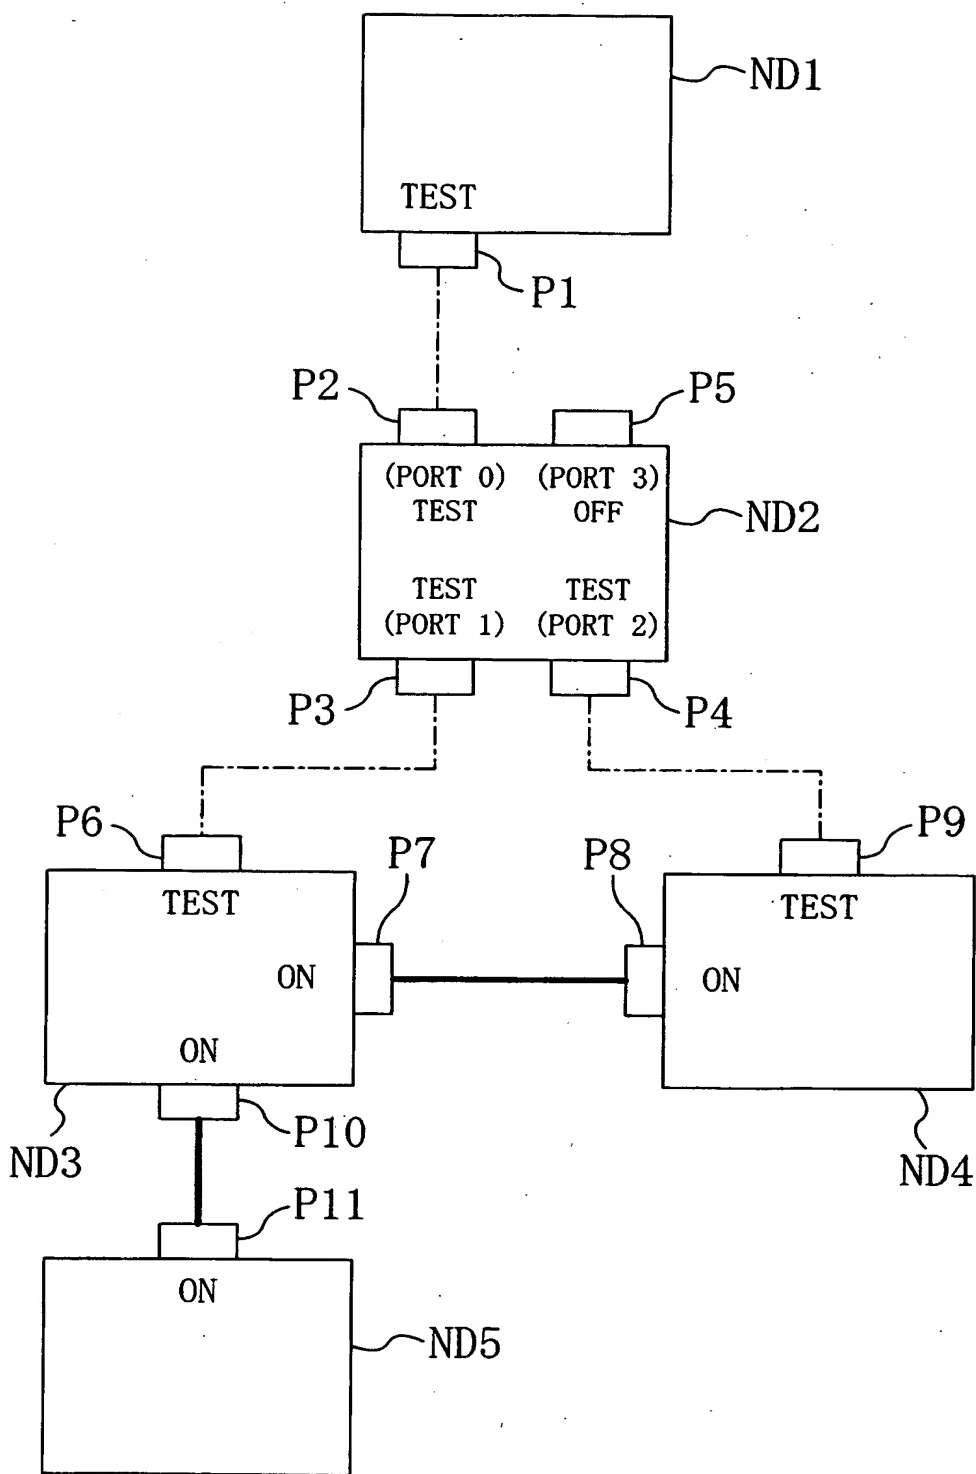 ND1
TEST
P1
P2
P5
(PORT 0)
(PORT 3)
TEST
OFF
ND2
TEST
TEST
(PORT 1)
(PORT 2)
P3
P4
P6
P7
P8
P9
TEST
TEST
ON
ON
ON
P10
ND3
ND4
P11
ON
ND5